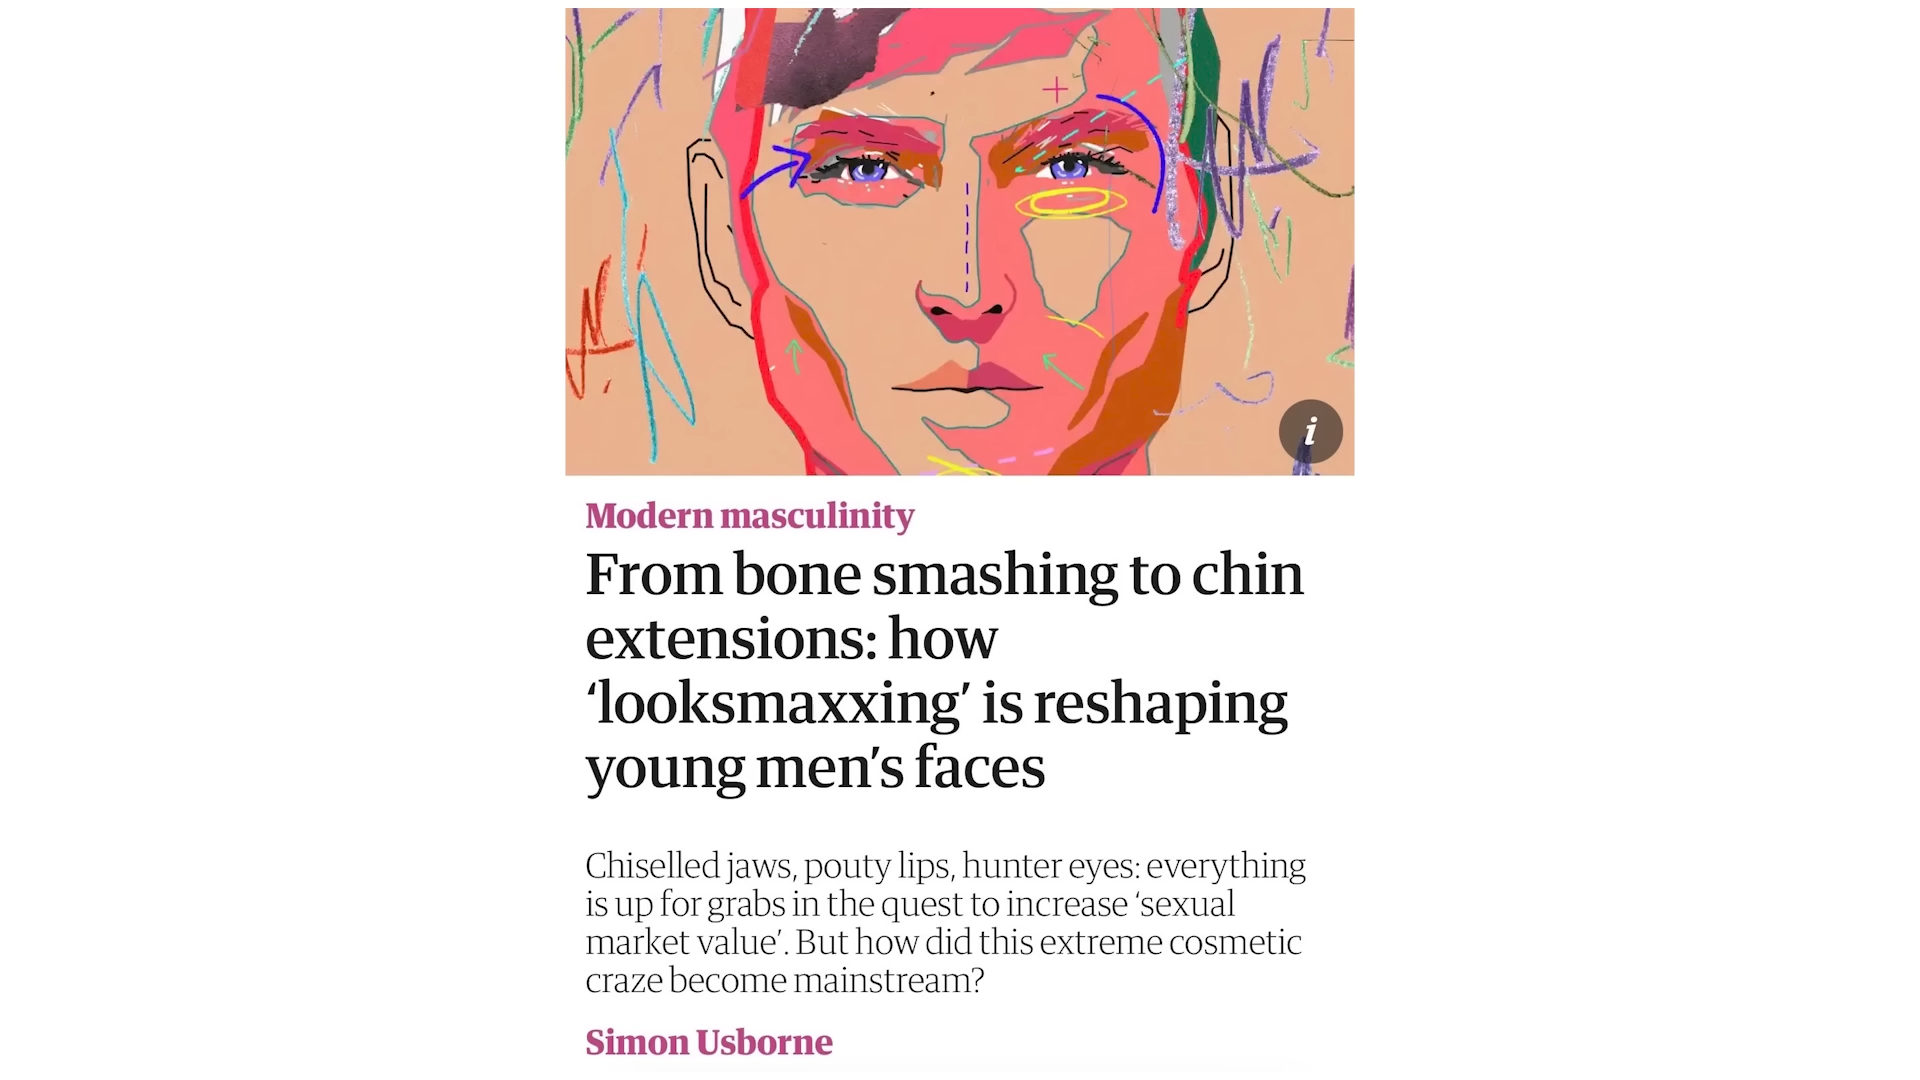 i
Modern masculinity
From bone smashing to chin
extensions: how
‘looksmaxxing’ is reshaping
young men’s faces
Chiselled jaws, pouty lips, hunter eyes: everything
is up for grabs in the quest to increase ‘sexual
market value’. But how did this extreme cosmetic
craze become mainstream?
Simon Usborne